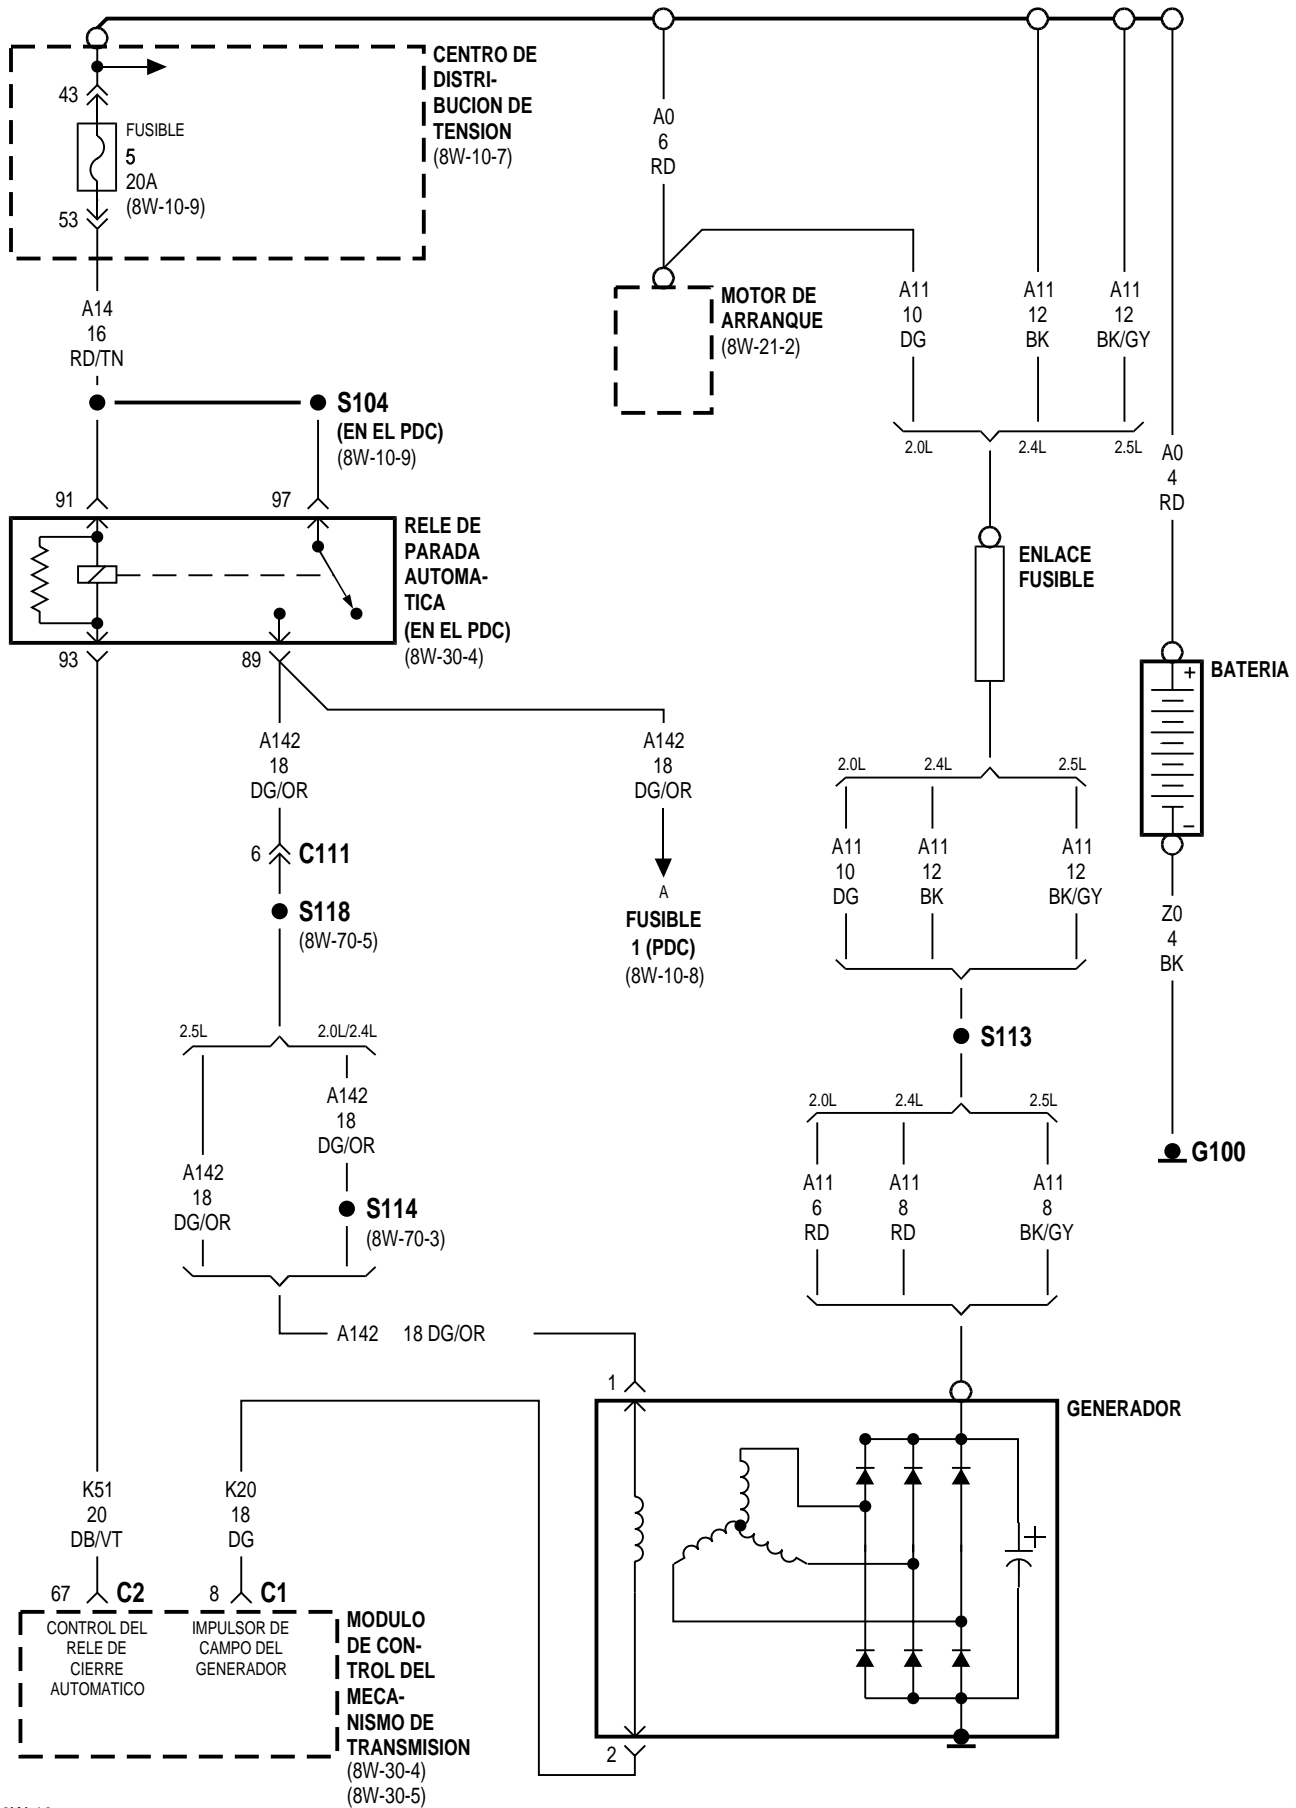 CENTRO DE
DISTRI-
BUCION DE
TENSION
(8W-10-7)
43
FUSIBLE
5
20A
(8W-10-9)
53
A14
16
RD/TN
S104
(EN EL PDC)
(8W-10-9)
91
97
RELE DE
PARADA
AUTOMA-
TICA
(EN EL PDC)
(8W-30-4)
93
89
A0
6
RD
MOTOR DE
ARRANQUE
(8W-21-2)
A11
10
DG
A11
12
BK
A11
12
BK/GY
2.0L
2.4L
2.5L
A0
4
RD
ENLACE
FUSIBLE
+
BATERIA
−
A142
18
DG/OR
A142
18
DG/OR
6
C111
S118
(8W-70-5)
A
FUSIBLE
1 (PDC)
(8W-10-8)
2.0L
2.4L
2.5L
A11
10
DG
A11
12
BK
A11
12
BK/GY
Z0
4
BK
S113
G100
2.5L
2.0L/2.4L
A142
18
DG/OR
A142
18
DG/OR
S114
(8W-70-3)
2.0L
2.4L
2.5L
A11
6
RD
A11
8
RD
A11
8
BK/GY
A142 18 DG/OR
1
GENERADOR
+
2
K51
20
DB/VT
K20
18
DG
67
C2
8
C1
CONTROL DEL
RELE DE
CIERRE
AUTOMATICO
IMPULSOR DE
CAMPO DEL
GENERADOR
MODULO
DE CON-
TROL DEL
MECA-
NISMO DE
TRANSMISION
(8W-30-4)
(8W-30-5)